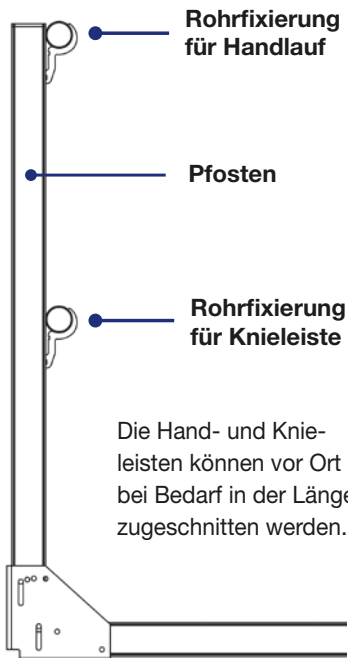 Rohrfixierung
für Handlauf
Pfosten
Rohrfixierung
für Knieleiste
Die Hand- und Knie-
leisten können vor Ort
bei Bedarf in der Länge
zugeschnitten werden.